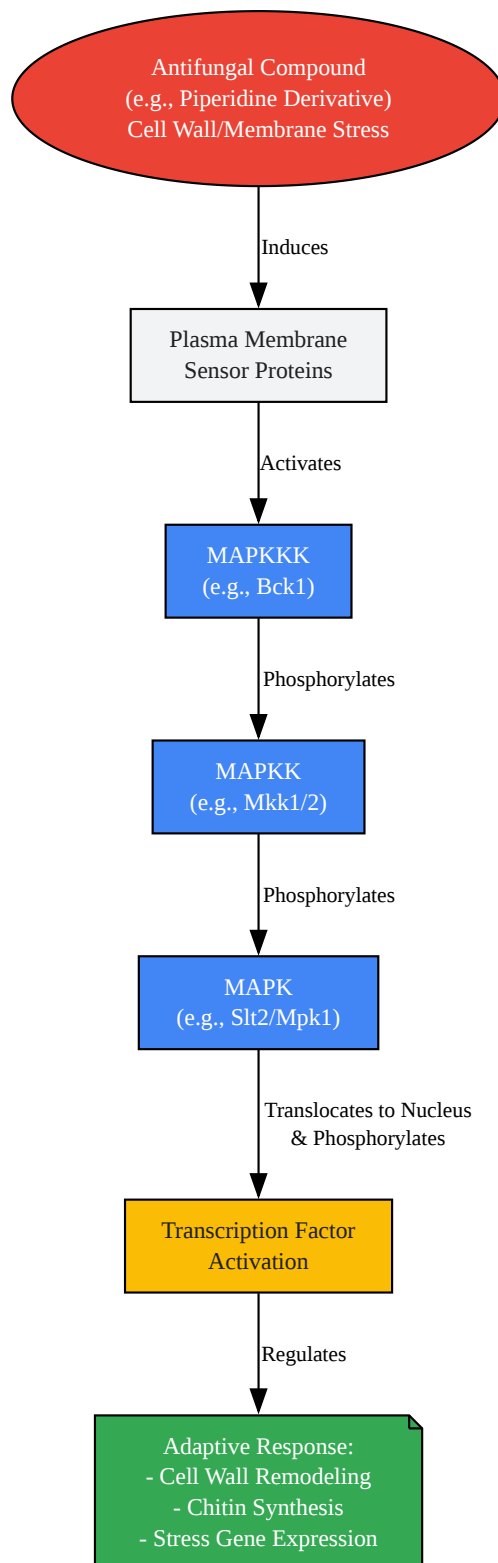 Antifungal Compound
(e.g., Piperidine Derivative)
Cell Wall/Membrane Stress
Induces
Plasma Membrane
Sensor Proteins
Activates
MAPKKK
(e.g., Bck1)
Phosphorylates
MAPKK
(e.g., Mkk1/2)
Phosphorylates
MAPK
(e.g., Slt2/Mpk1)
Translocates to Nucleus
& Phosphorylates
Transcription Factor
Activation
Regulates
Adaptive Response:
- Cell Wall Remodeling
- Chitin Synthesis
- Stress Gene Expression